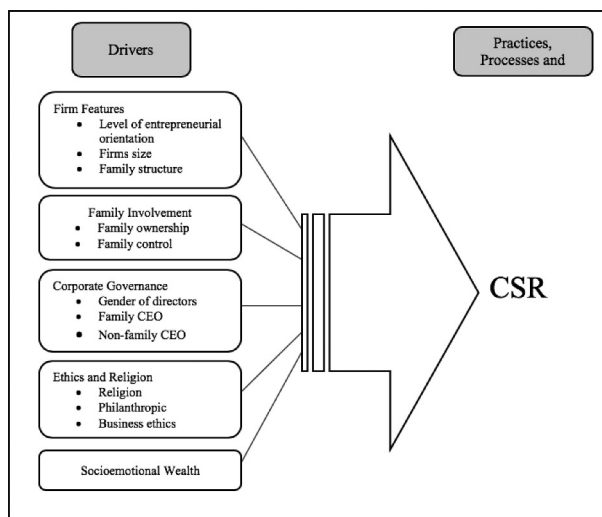 Drivers
Practices,
Processes and
Firm Features
Level of entrepreneurial
orientation
Firms size
Family structure
Family Involvement
Family ownership
Family control
Corporate Governance
Gender of directors
Family CEO
Non-family CEO
Ethics and Religion
Religion
Philanthropic
Business ethics
Socioemotional Wealth
CSR